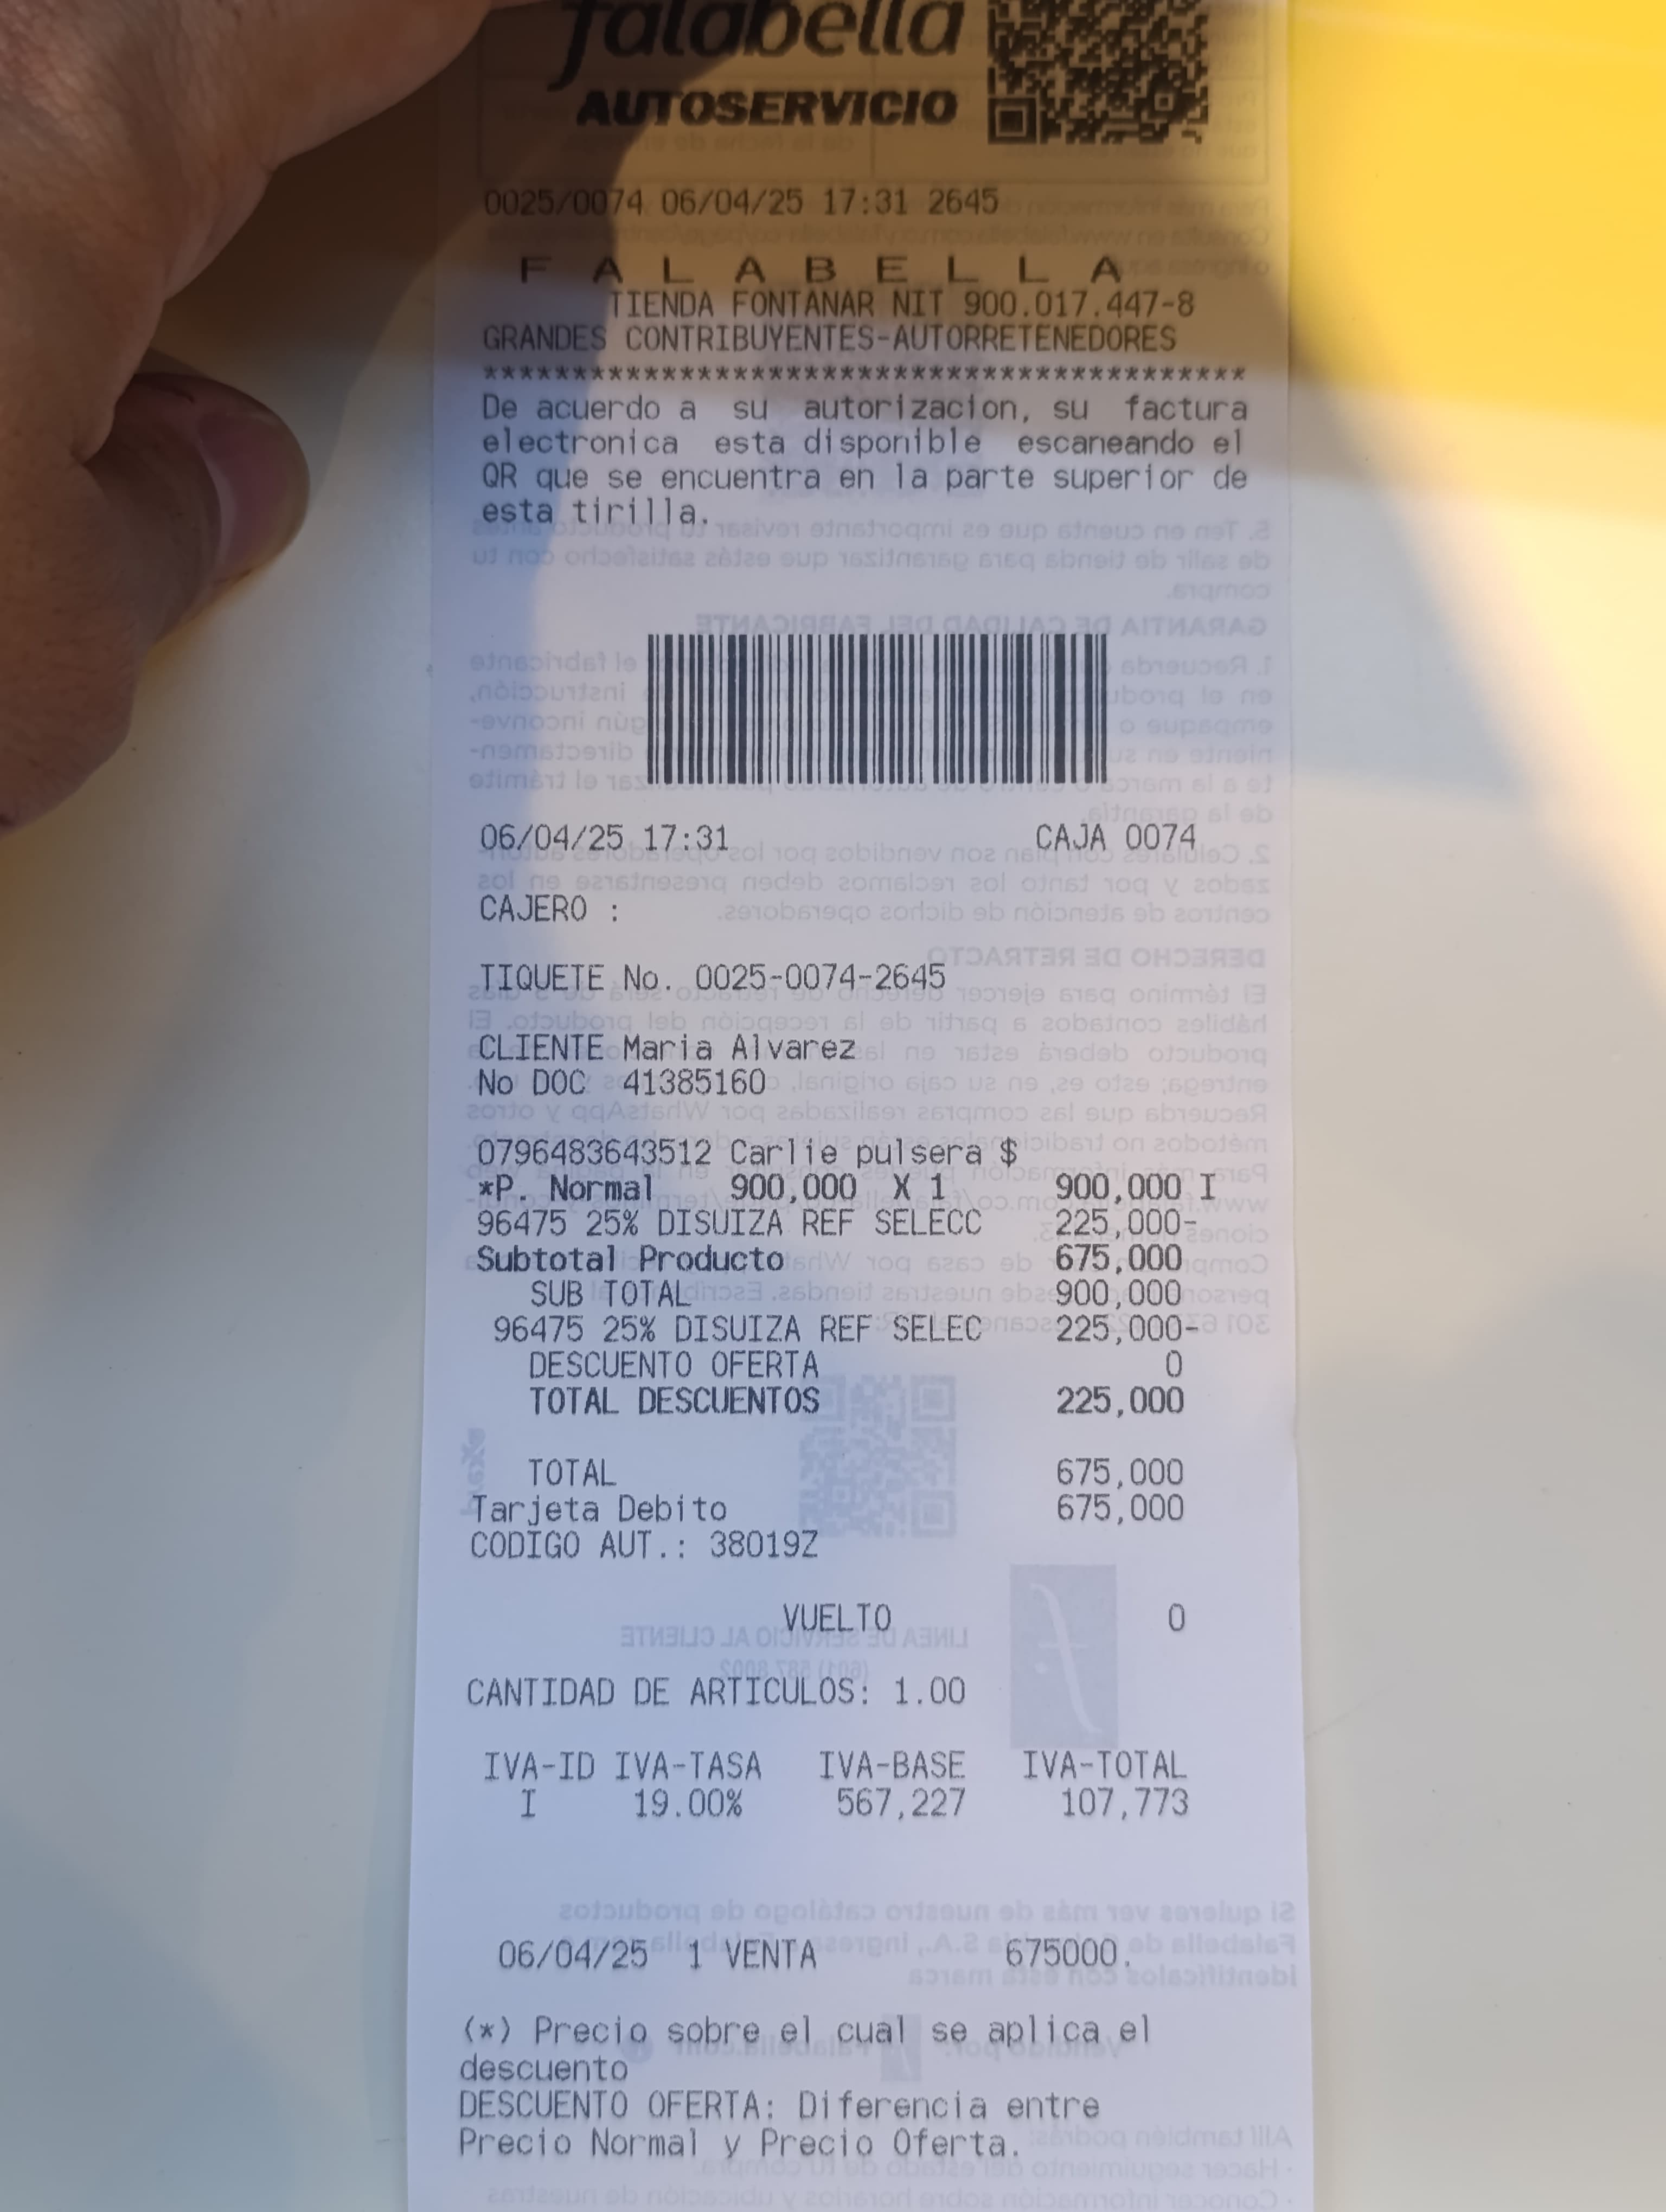 falabella
AUTOSERVICIO
0025/0074 06/04/25 17:31 2645
F A L A B E L L A
TIENDA FONTANAR NIT 900.017.447-8
GRANDES CONTRIBUYENTES-AUTORRETENEDORES
*******************************************
De acuerdo a su autorizacion, su factura
electronica esta disponible escaneando el
QR que se encuentra en la parte superior de
esta tirilla.
06/04/25 17:31 CAJA 0074
CAJERO :
TIQUETE No. 0025-0074-2645
CLIENTE Maria Alvarez
No DOC 41385160
0796483643512 Carlie pulsera $
*P. Normal 900,000 X 1 900,000 I
96475 25% DISUIZA REF SELECC 225,000-
Subtotal Producto 675,000
SUB TOTAL 900,000
96475 25% DISUIZA REF SELEC 225,000-
DESCUENTO OFERTA 0
TOTAL DESCUENTOS 225,000
TOTAL 675,000
Tarjeta Debito 675,000
CODIGO AUT.: 38019Z
VUELTO 0
CANTIDAD DE ARTICULOS: 1.00
IVA-ID IVA-TASA IVA-BASE IVA-TOTAL
I 19.00% 567,227 107,773
06/04/25 1 VENTA 675000.
(*) Precio sobre el cual se aplica el
descuento
DESCUENTO OFERTA: Diferencia entre
Precio Normal y Precio Oferta.